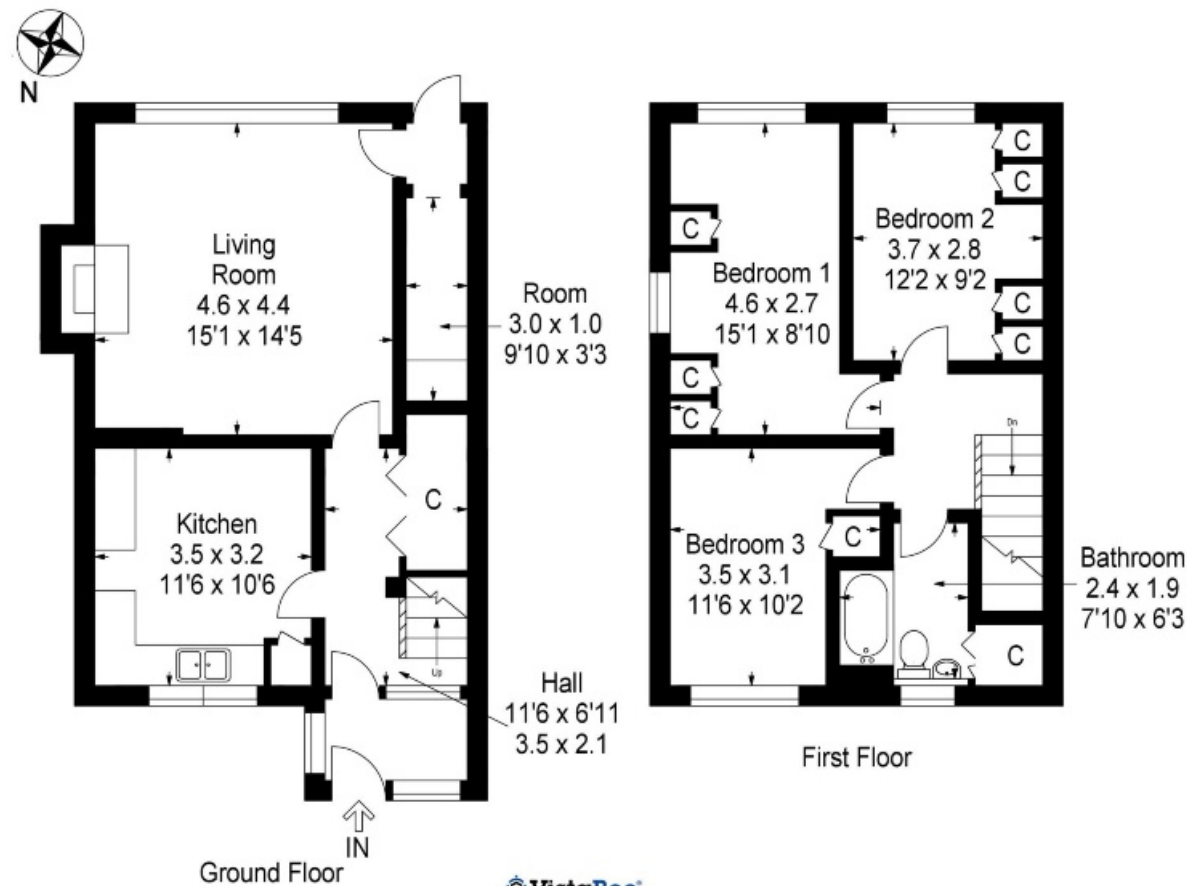 N
Living
Room
4.6 x 4.4
15'1 x 14'5
Room
3.0 x 1.0
9'10 x 3'3
Kitchen
3.5 x 3.2
11'6 x 10'6
C
Up
Hall
11'6 x 6'11
3.5 x 2.1
IN
Ground Floor
Bedroom 1
4.6 x 2.7
15'1 x 8'10
C
C
C
Bedroom 2
3.7 x 2.8
12'2 x 9'2
C
C
C
C
Dn
Bedroom 3
3.5 x 3.1
11'6 x 10'2
C
Bathroom
2.4 x 1.9
7'10 x 6'3
C
First Floor
VistaBee